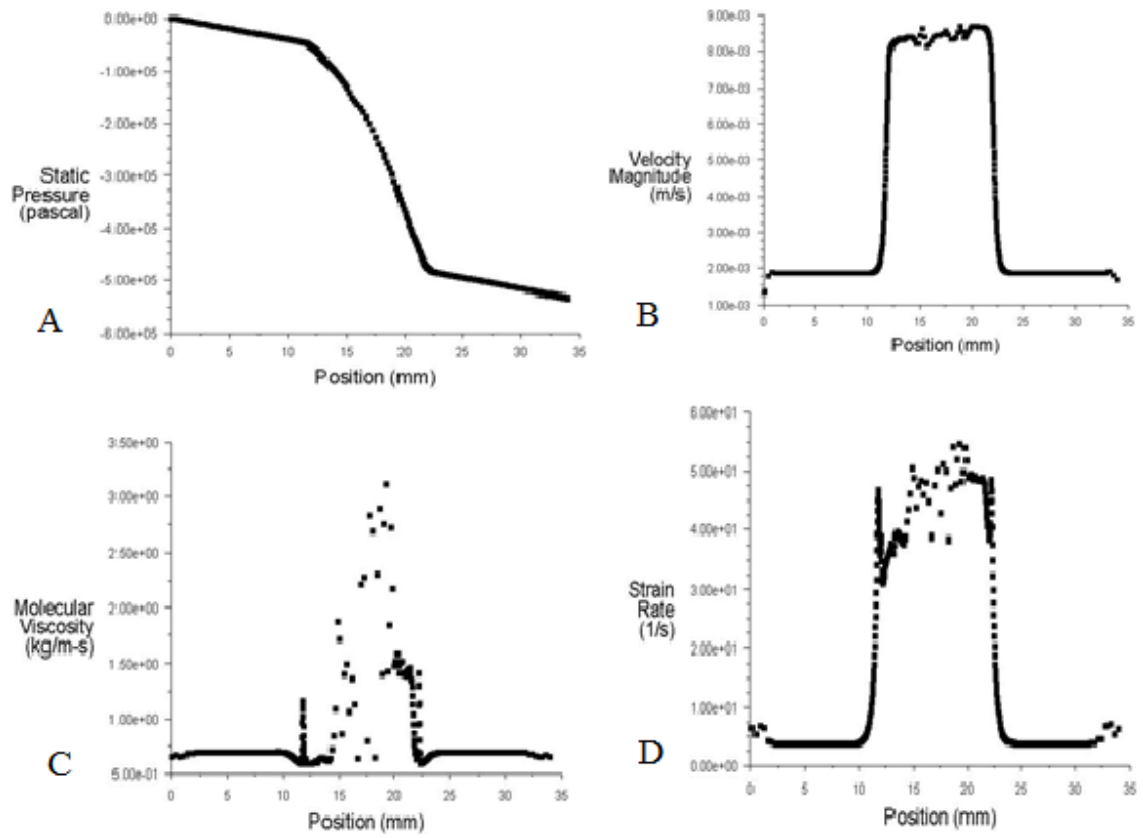 0.00e+00
-1.00e+05
-2.00e+05
-3.00e+05
-4.00e+05
-5.00e+05
-6.00e+05
Static
Pressure
(pascal)
0 5 10 15 20 25 30 35
Position (mm)
A
9.00e-03
8.00e-03
7.00e-03
6.00e-03
5.00e-03
4.00e-03
3.00e-03
2.00e-03
1.00e-03
Velocity
Magnitude
(m/s)
0 5 10 15 20 25 30 35
Position (mm)
B
3.50e+00
3.00e+00
2.50e+00
2.00e+00
1.50e+00
1.00e+00
5.00e-01
Molecular
Viscosity
(kg/m-s)
0 5 10 15 20 25 30 35
Position (mm)
C
6.00e+01
5.00e+01
4.00e+01
3.00e+01
2.00e+01
1.00e+01
0.00e+00
Strain
Rate
(1/s)
0 5 10 15 20 25 30 35
Position (mm)
D